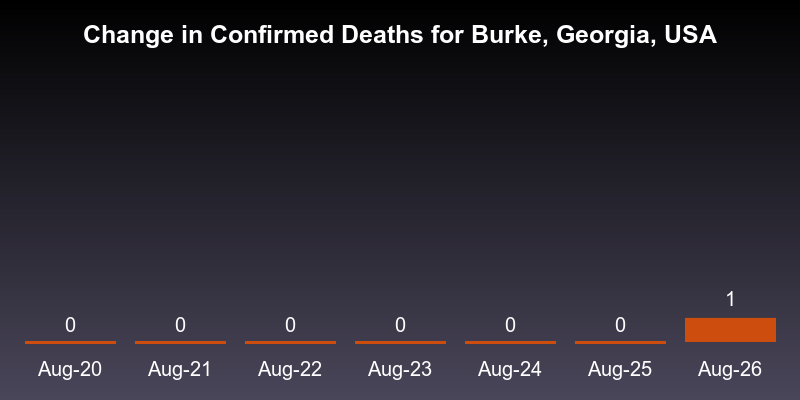 Change in Confirmed Deaths for Burke, Georgia, USA
0 0 0 0 0 0 1
Aug-20 Aug-21 Aug-22 Aug-23 Aug-24 Aug-25 Aug-26